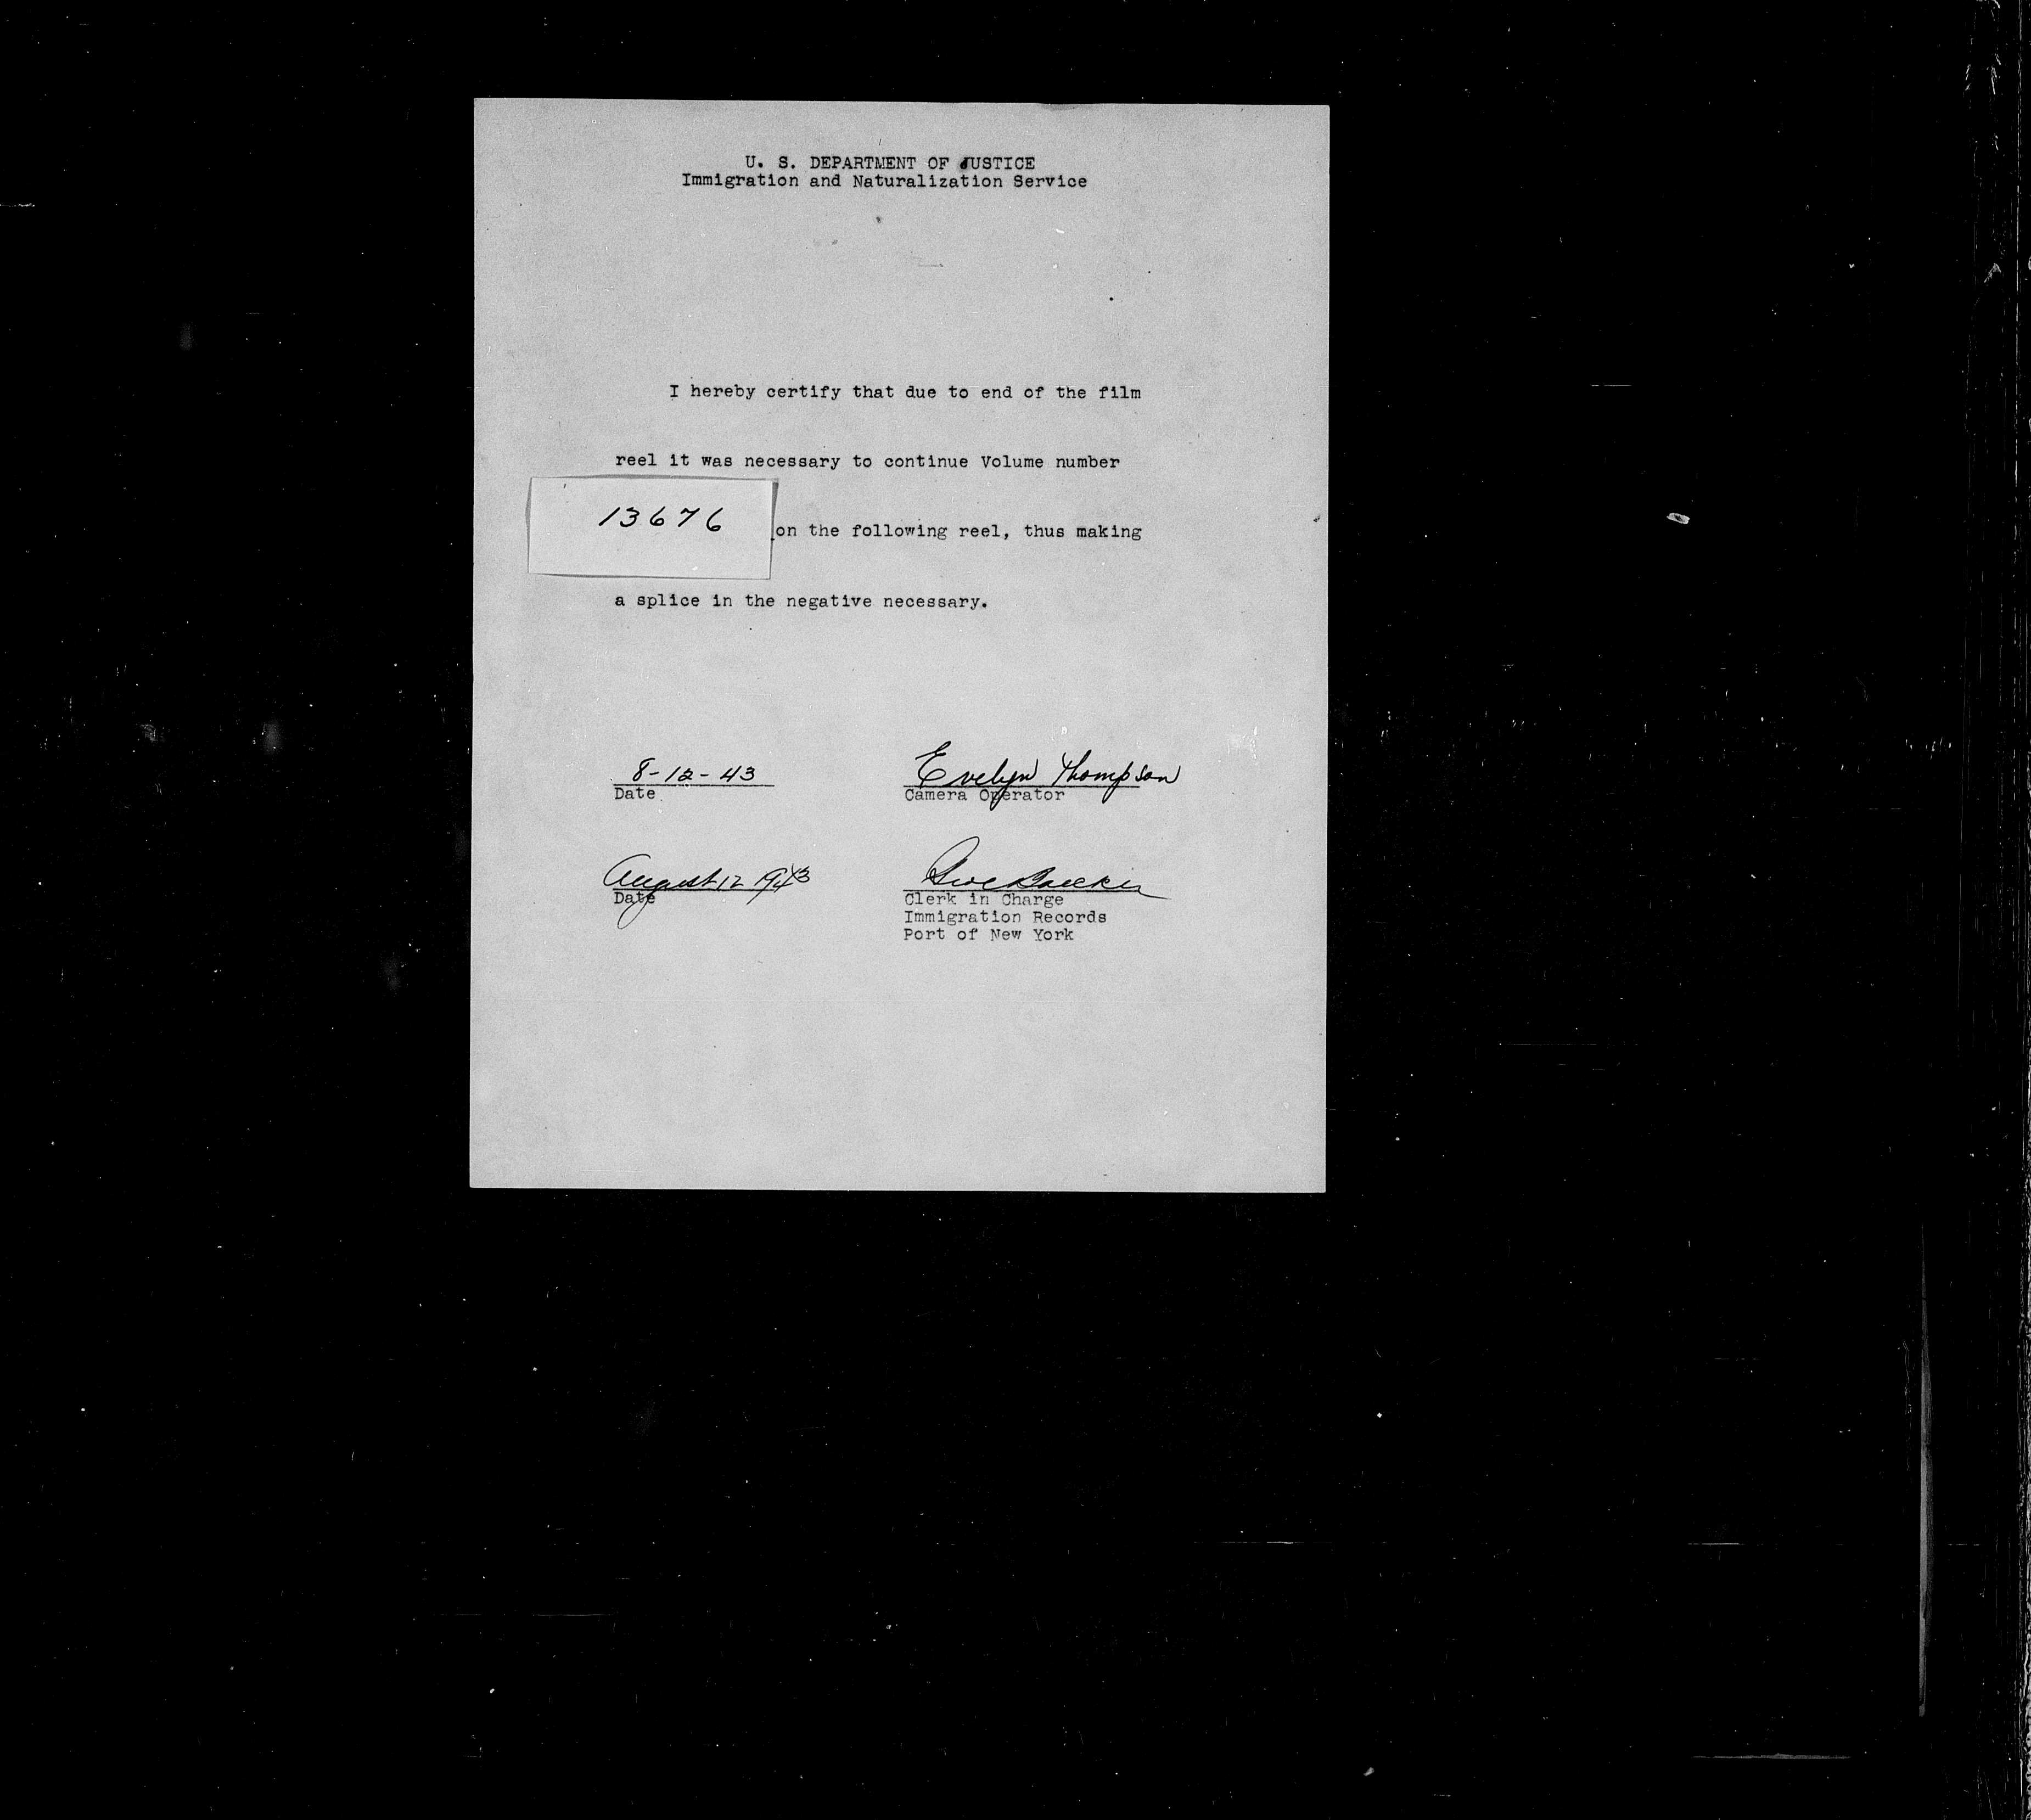 U. S. DEPARTMENT OF JUSTICE
Immigration and Naturalization Service
I hereby certify that due to end of the film
reel it was necessary to continue Volume number
13676 on the following reel, thus making
a splice in the negative necessary.
8-12-43 Evelyn Thompson
Date Camera Operator
August 12 1943
Date Clerk in Charge
Immigration Records
Port of New York